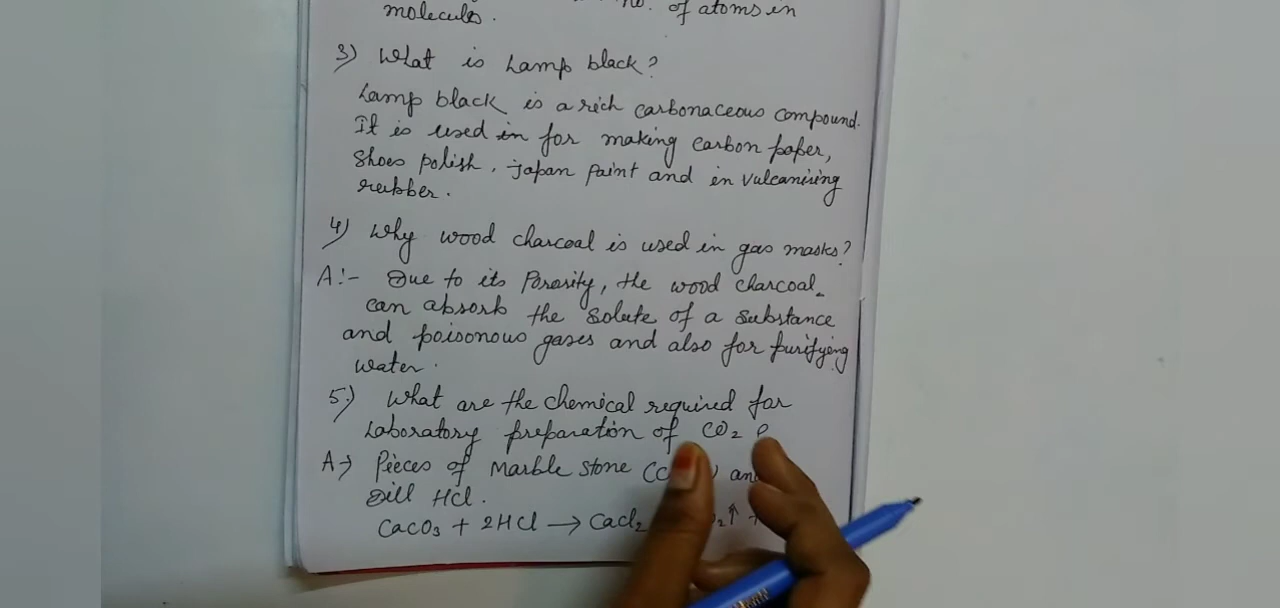 no. of atoms in
molecules.
3) What is Lamp black?
Lamp black is a rich carbonaceous compound.
It is used in for making carbon paper,
Shoes polish, japan paint and in vulcanising
rubber.
4) Why wood charcoal is used in gas masks?
A:- Due to its Porosity, the wood charcoal
can absorb the solute of a substance
and poisonous gases and also for purifying
water.
5) What are the chemical required for
Laboratory preparation of CO₂
A→ Pieces of Marble stone and
Dill HCl.
CaCO₃ + 2HCl → CaCl₂ ↑ +